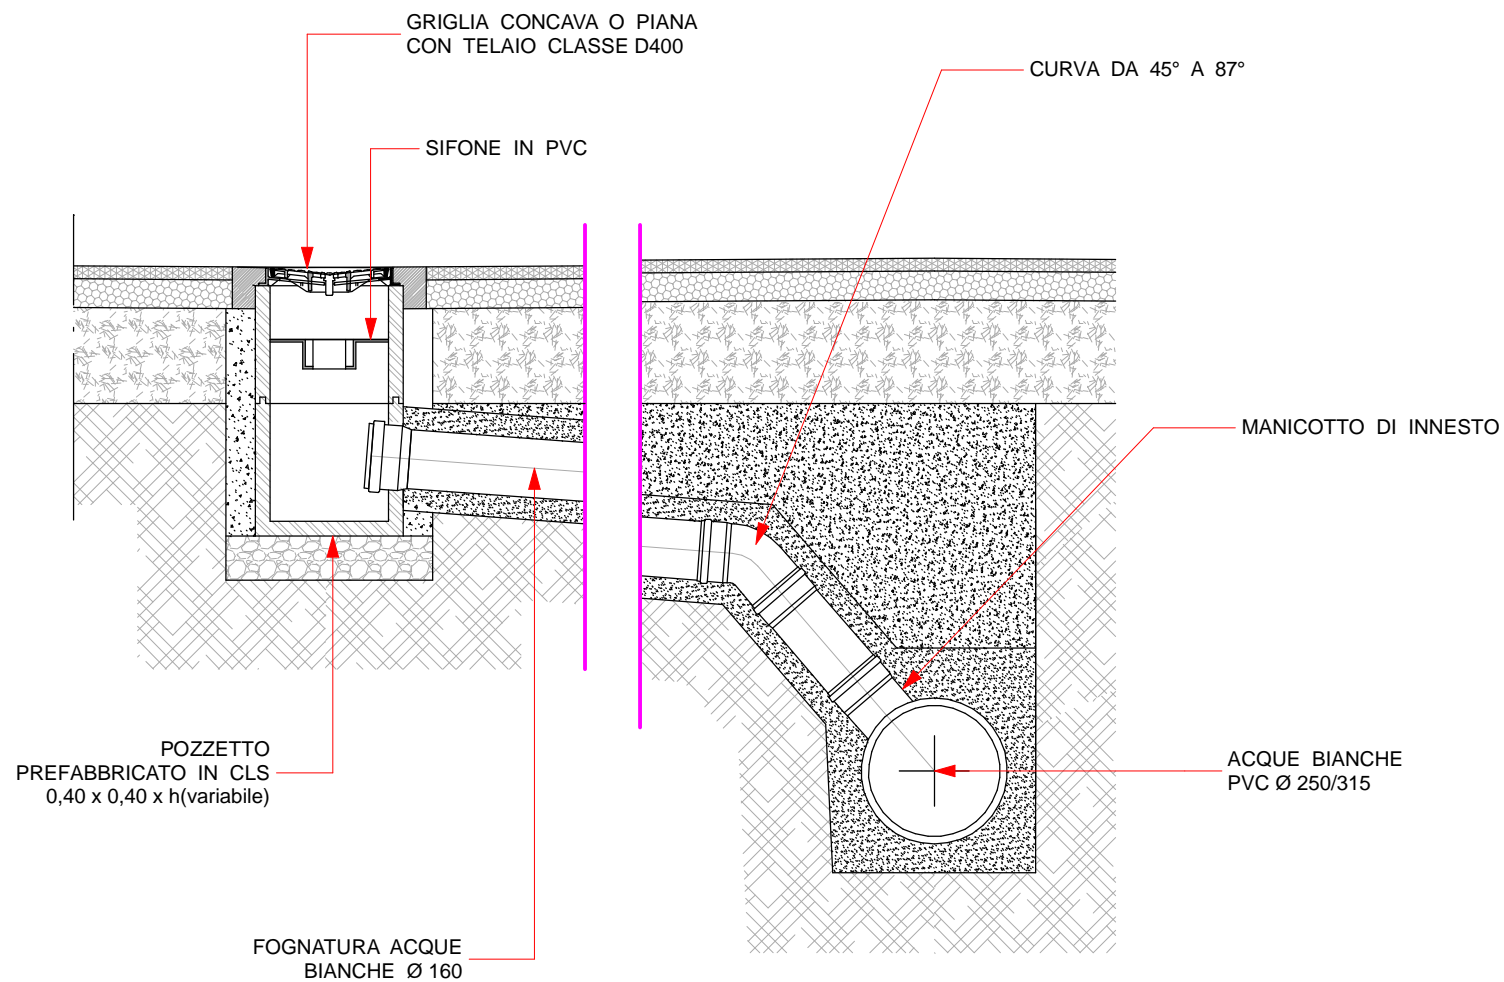 GRIGLIA CONCAVA O PIANA
CON TELAIO CLASSE D400
CURVA DA 45° A 87°
SIFONE IN PVC
MANICOTTO DI INNESTO
POZZETTO
PREFABBRICATO IN CLS
0,40 x 0,40 x h(variabile)
ACQUE BIANCHE
PVC Ø 250/315
FOGNATURA ACQUE
BIANCHE Ø 160